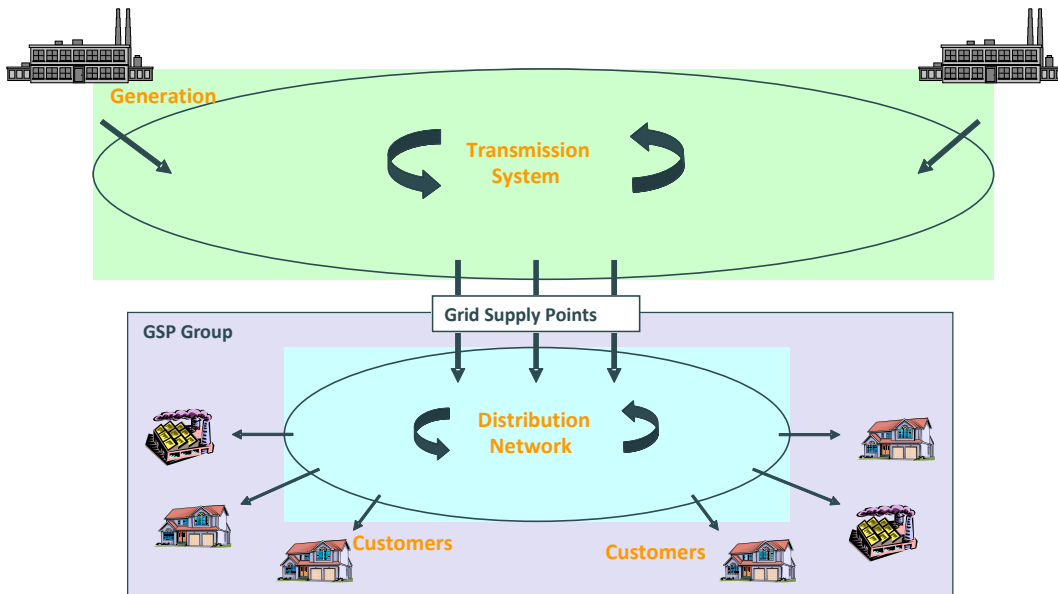 Generation
Transmission
System
Grid Supply Points
GSP Group
Distribution
Network
Customers
Customers